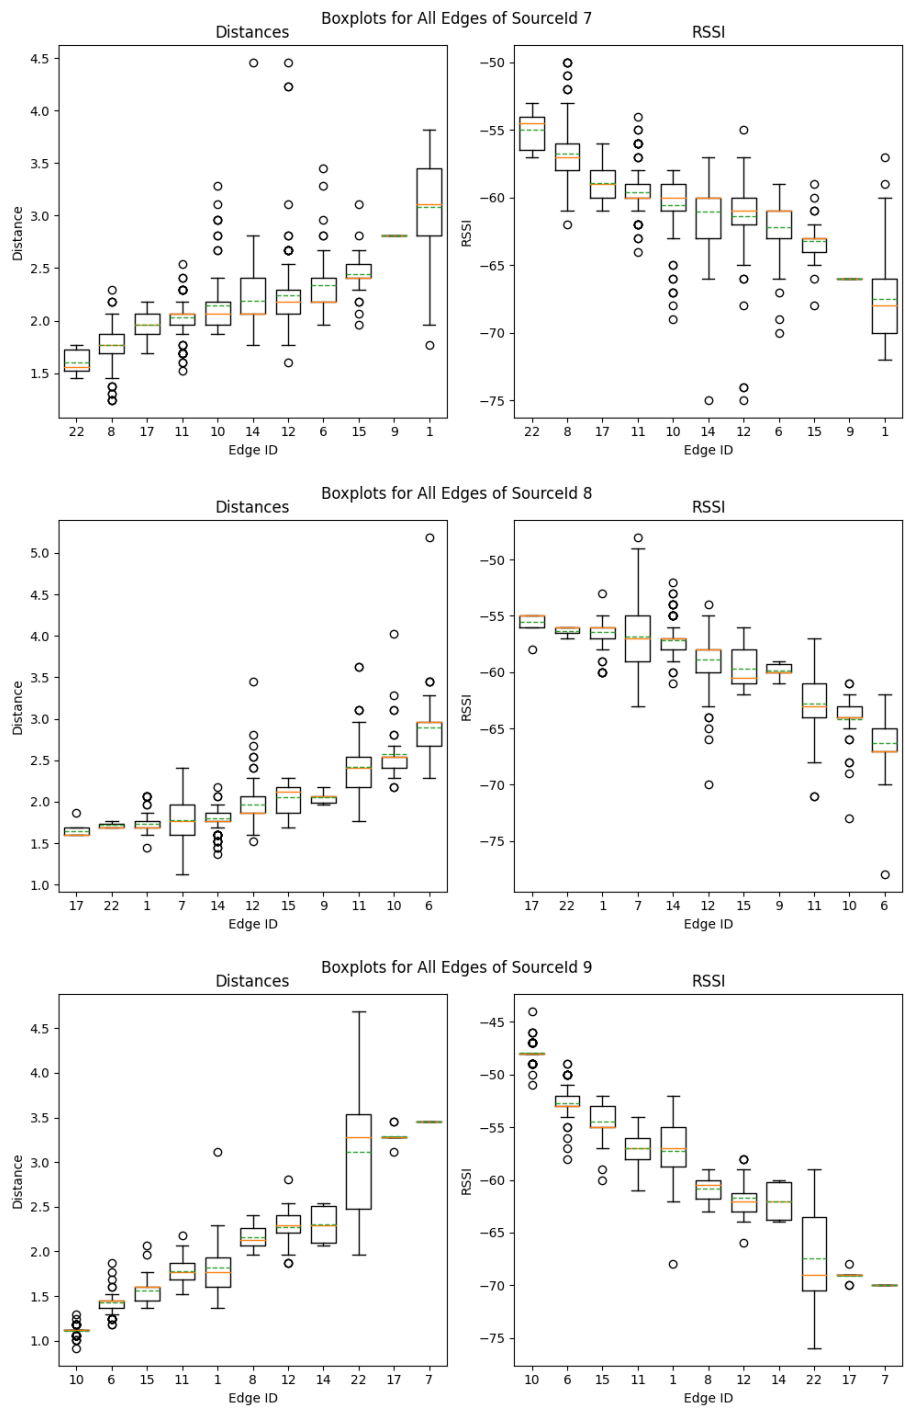 Boxplots for All Edges of SourceId 7
Distances
RSSI
4.5
4.0
3.5
3.0
2.5
2.0
1.5
Distance
22 8 17 11 10 14 12 6 15 9 1
Edge ID
−50
−55
−60
−65
−70
−75
RSSI
22 8 17 11 10 14 12 6 15 9 1
Edge ID
Boxplots for All Edges of SourceId 8
Distances
RSSI
5.0
4.5
4.0
3.5
3.0
2.5
2.0
1.5
1.0
Distance
17 22 1 7 14 12 15 9 11 10 6
Edge ID
−50
−55
−60
−65
−70
−75
RSSI
17 22 1 7 14 12 15 9 11 10 6
Edge ID
Boxplots for All Edges of SourceId 9
Distances
RSSI
4.5
4.0
3.5
3.0
2.5
2.0
1.5
1.0
Distance
10 6 15 11 1 8 12 14 22 17 7
Edge ID
−45
−50
−55
−60
−65
−70
−75
RSSI
10 6 15 11 1 8 12 14 22 17 7
Edge ID